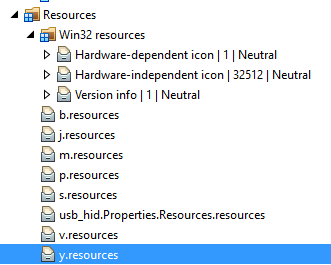 Resources
Win32 resources
Hardware-dependent icon | 1 | Neutral
Hardware-independent icon | 32512 | Neutral
Version info | 1 | Neutral
b.resources
j.resources
m.resources
p.resources
s.resources
usb_hid.Properties.Resources.resources
v.resources
y.resources